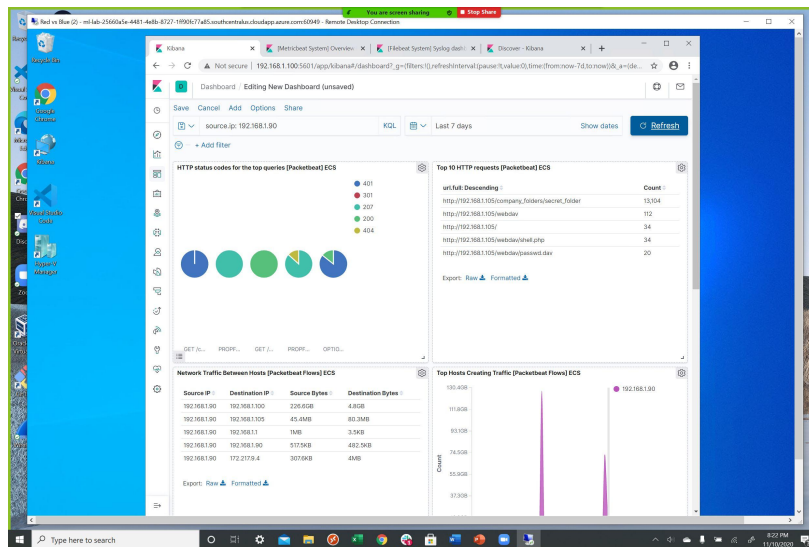 You are screen sharing
Stop Share
Red vs Blue (2) - ml-lab-25660a5e-4481-4e8b-8727-1ff90fc77a85.southcentralus.cloudapp.azure.com:60949 - Remote Desktop Connection
Recycle Bin
Google Chrome
Kibana
Visual Studio Code
Hyper-V Manager
Kibana
[Metricbeat System] Overview
[Filebeat System] Syslog dashb
Discover - Kibana
Not secure 192.168.1.100:5601/app/kibana#/dashboard?_g=(filters:!(),refreshInterval:(pause:!t,value:0),time:(from:now-7d,to:now))&_a=(de...
D Dashboard / Editing New Dashboard (unsaved)
Save Cancel Add Options Share
source.ip: 192.168.1.90 KQL Last 7 days Show dates Refresh
+ Add filter
HTTP status codes for the top queries [Packetbeat] ECS
401
301
207
200
404
GET /c... PROPF... GET /... PROPF... OPTIO...
Top 10 HTTP requests [Packetbeat] ECS
url.full: Descending Count
http://192.168.1.105/company_folders/secret_folder 13,104
http://192.168.1.105/webdav 112
http://192.168.1.105/ 34
http://192.168.1.105/webdav/shell.php 34
http://192.168.1.105/webdav/passwd.dav 20
Export: Raw Formatted
Network Traffic Between Hosts [Packetbeat Flows] ECS
Source IP Destination IP Source Bytes Destination Bytes
192.168.1.90 192.168.1.100 226.6GB 4.8GB
192.168.1.90 192.168.1.105 45.4MB 80.3MB
192.168.1.90 192.168.1.1 1MB 3.5KB
192.168.1.90 192.168.1.90 517.5KB 482.5KB
192.168.1.90 172.217.9.4 307.6KB 4MB
Export: Raw Formatted
Top Hosts Creating Traffic [Packetbeat Flows] ECS
130.4GB
111.8GB
93.1GB
74.5GB
55.9GB
37.3GB
Count
192.168.1.90
Type here to search
8:22 PM
11/10/2020